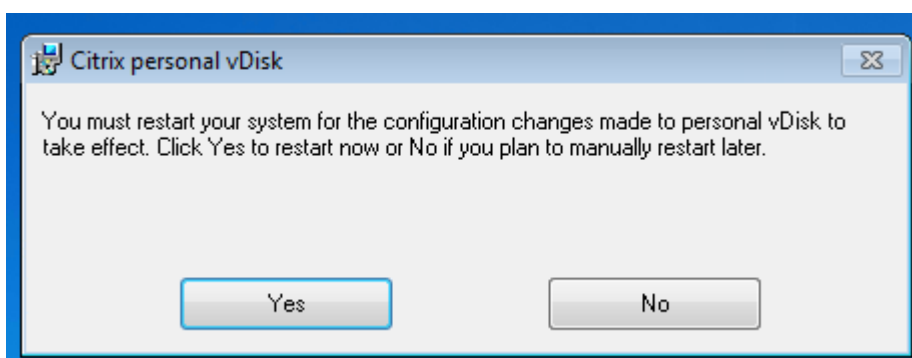 Citrix personal vDisk
You must restart your system for the configuration changes made to personal vDisk to
take effect. Click Yes to restart now or No if you plan to manually restart later.
Yes
No